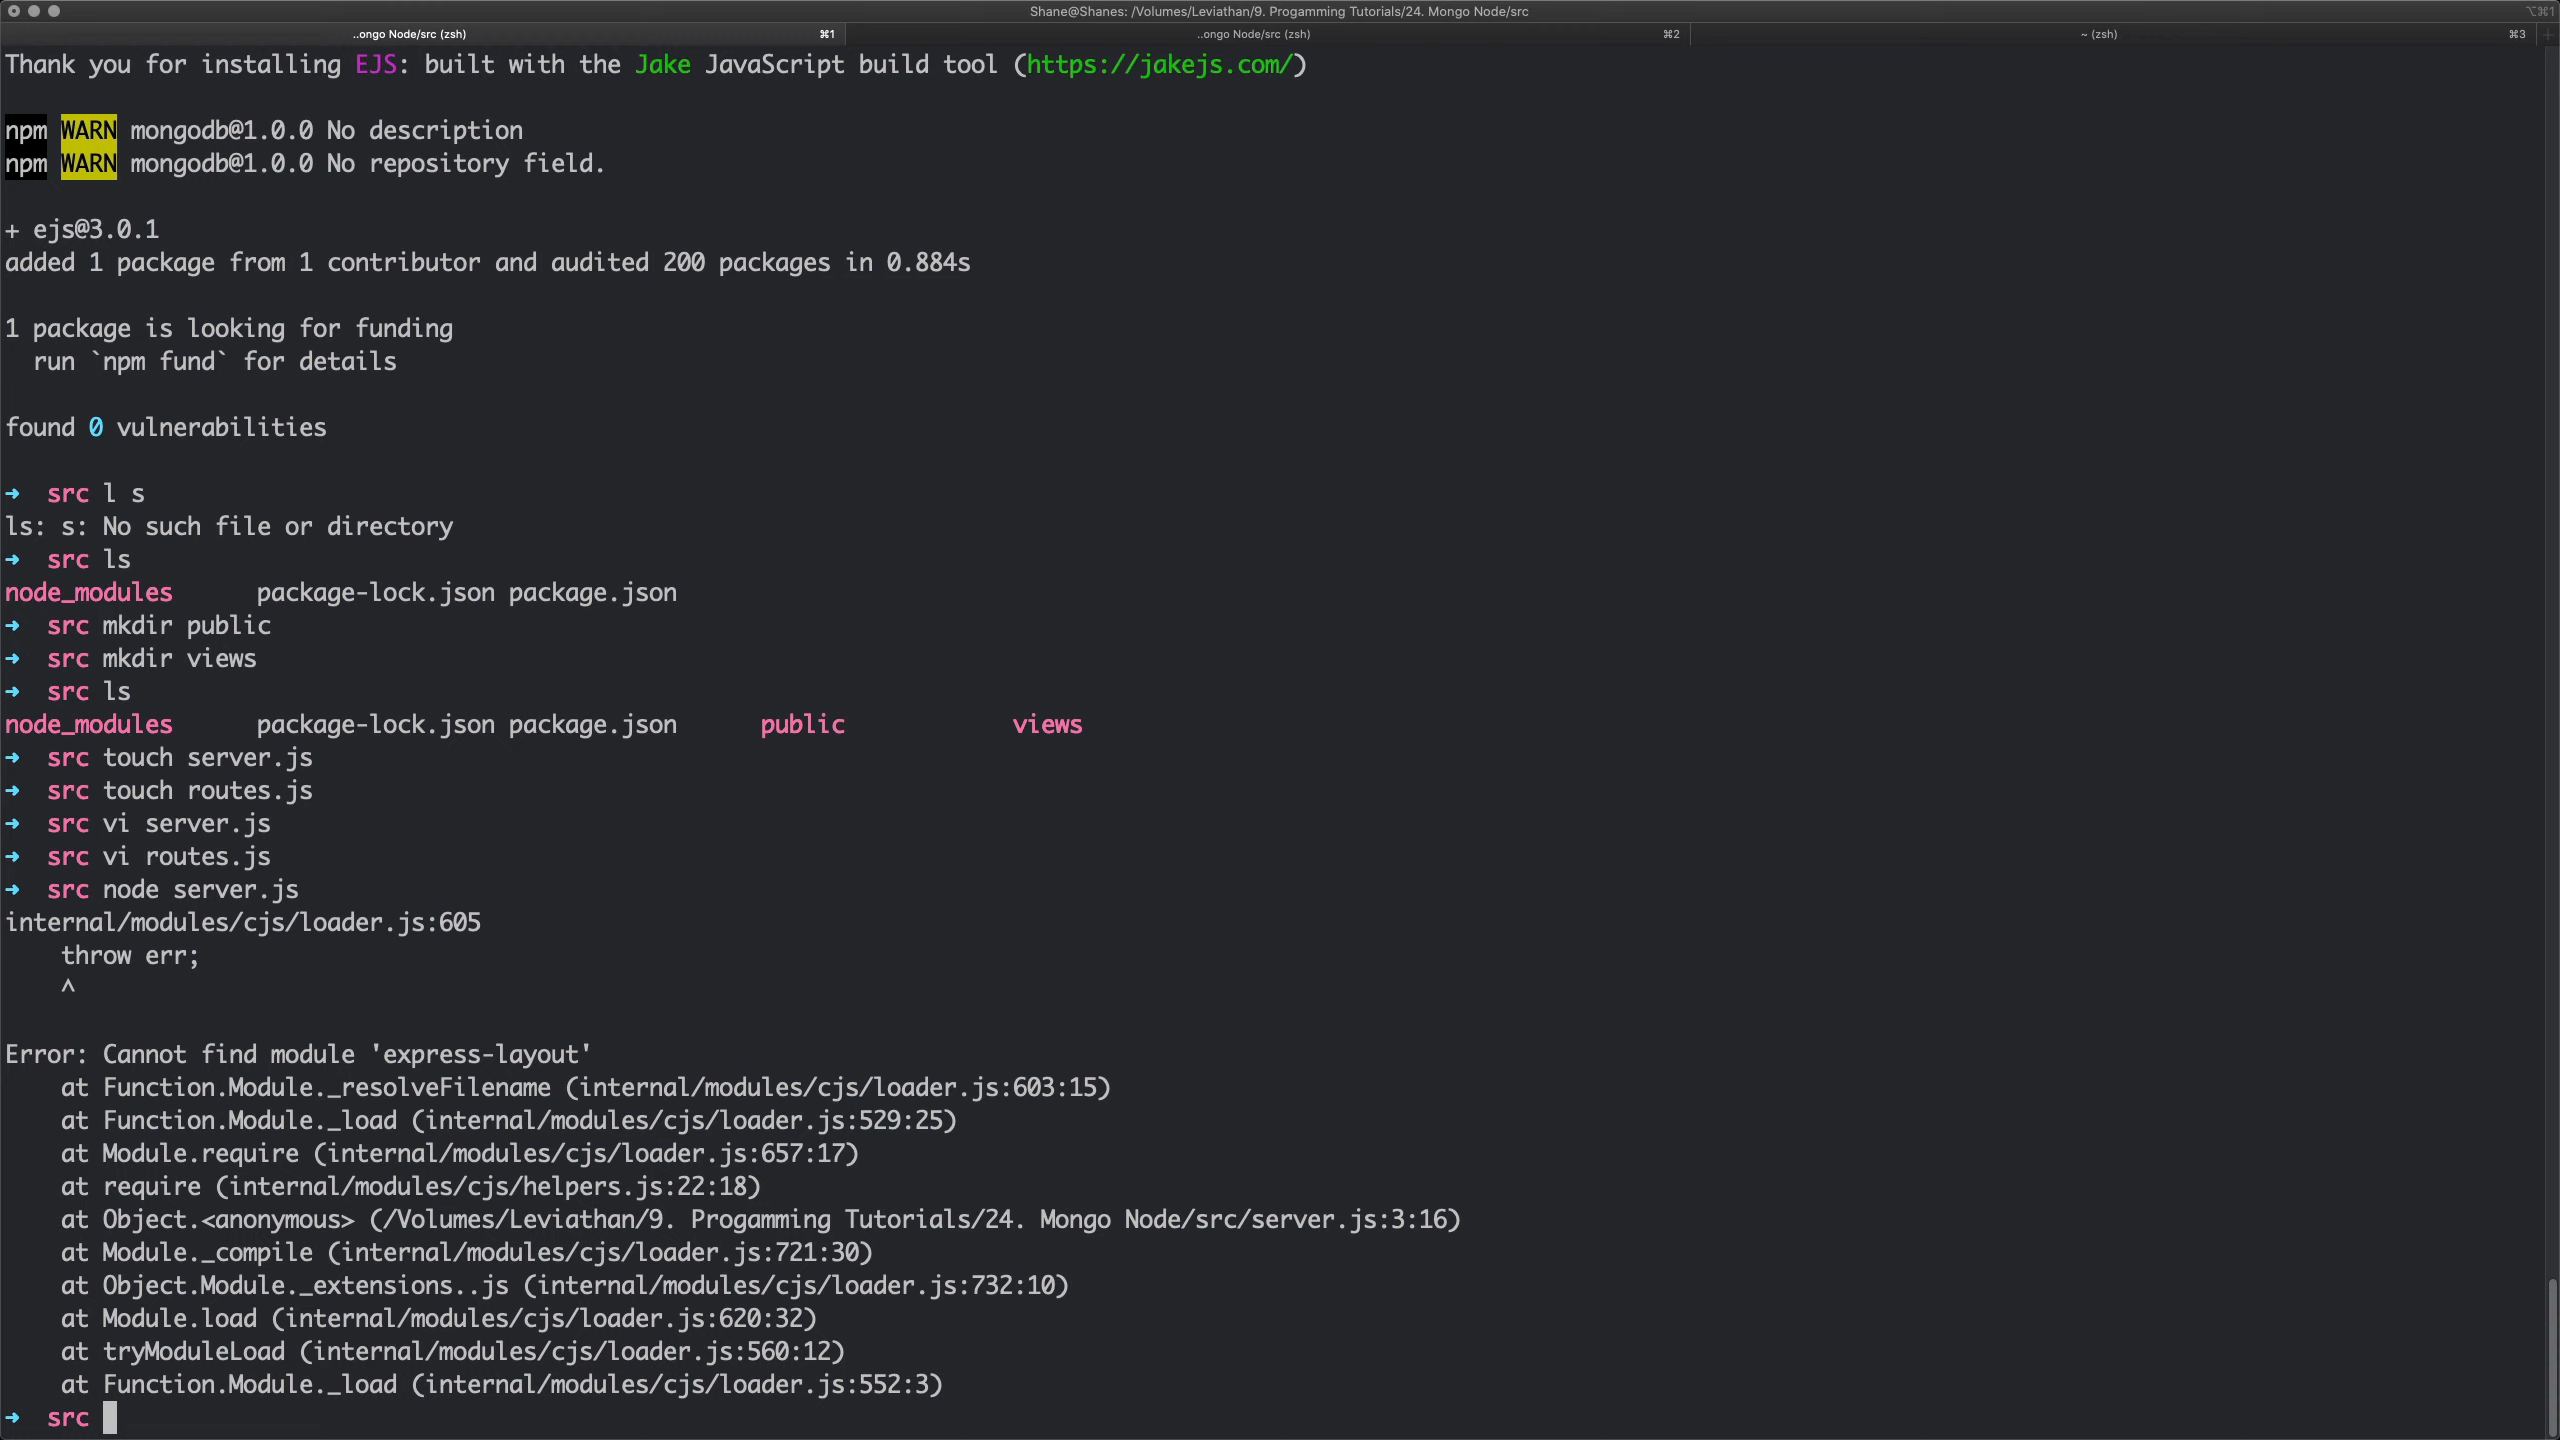 Shane@Shanes: /Volumes/Leviathan/9. Progamming Tutorials/24. Mongo Node/src
⌥⌘1
..ongo Node/src (zsh) ⌘1
..ongo Node/src (zsh) ⌘2
~ (zsh) ⌘3
Thank you for installing EJS: built with the Jake JavaScript build tool (https://jakejs.com/)
npm WARN mongodb@1.0.0 No description
npm WARN mongodb@1.0.0 No repository field.
+ ejs@3.0.1
added 1 package from 1 contributor and audited 200 packages in 0.884s
1 package is looking for funding
  run `npm fund` for details
found 0 vulnerabilities
➜  src l s
ls: s: No such file or directory
➜  src ls
node_modules      package-lock.json package.json
➜  src mkdir public
➜  src mkdir views
➜  src ls
node_modules      package-lock.json package.json      public            views
➜  src touch server.js
➜  src touch routes.js
➜  src vi server.js
➜  src vi routes.js
➜  src node server.js
internal/modules/cjs/loader.js:605
    throw err;
    ^
Error: Cannot find module 'express-layout'
    at Function.Module._resolveFilename (internal/modules/cjs/loader.js:603:15)
    at Function.Module._load (internal/modules/cjs/loader.js:529:25)
    at Module.require (internal/modules/cjs/loader.js:657:17)
    at require (internal/modules/cjs/helpers.js:22:18)
    at Object.<anonymous> (/Volumes/Leviathan/9. Progamming Tutorials/24. Mongo Node/src/server.js:3:16)
    at Module._compile (internal/modules/cjs/loader.js:721:30)
    at Object.Module._extensions..js (internal/modules/cjs/loader.js:732:10)
    at Module.load (internal/modules/cjs/loader.js:620:32)
    at tryModuleLoad (internal/modules/cjs/loader.js:560:12)
    at Function.Module._load (internal/modules/cjs/loader.js:552:3)
➜  src